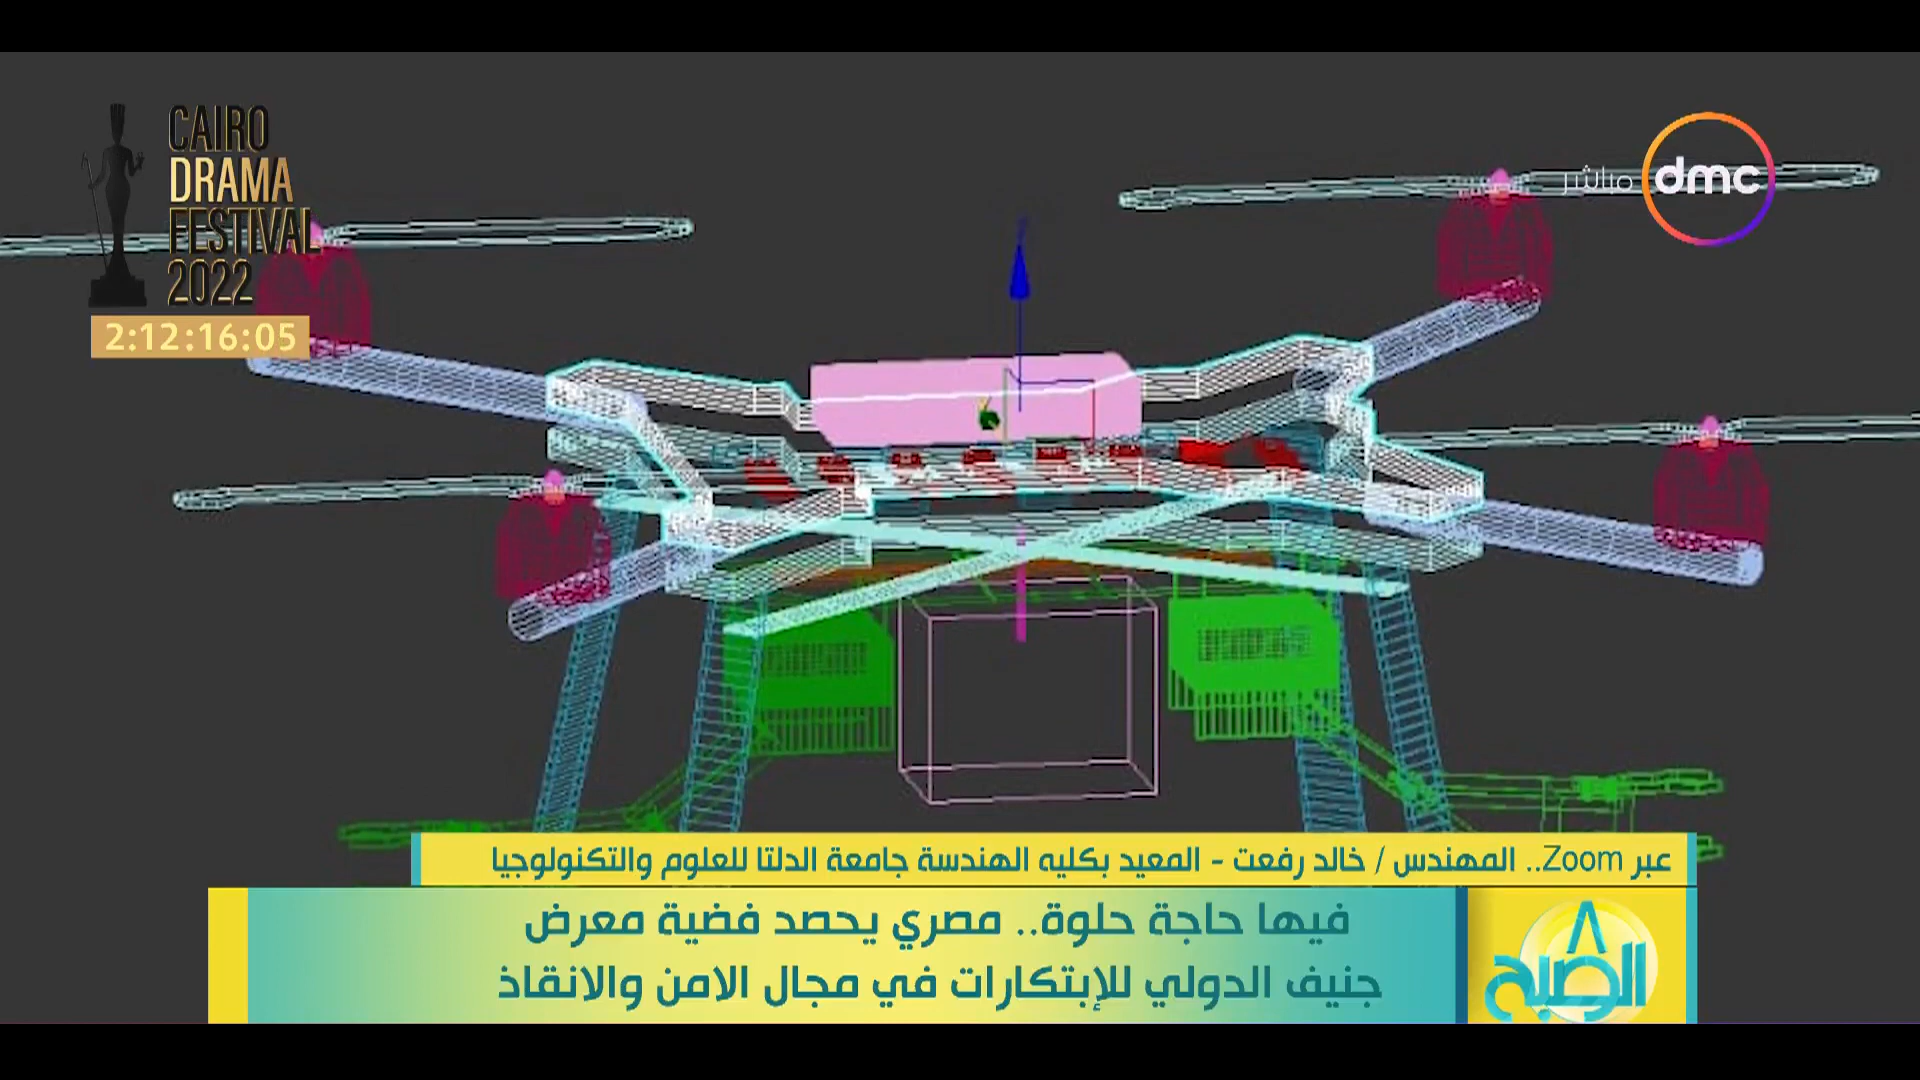 CAIRO
DRAMA
FESTIVAL
2022
2:12:16:05
مباشر dmc
عبر Zoom.. المهندس / خالد رفعت - المعيد بكليه الهندسة جامعة الدلتا للعلوم والتكنولوجيا
فيها حاجة حلوة.. مصري يحصد فضية معرض
جنيف الدولي للإبتكارات في مجال الامن والانقاذ
٨
الصبح